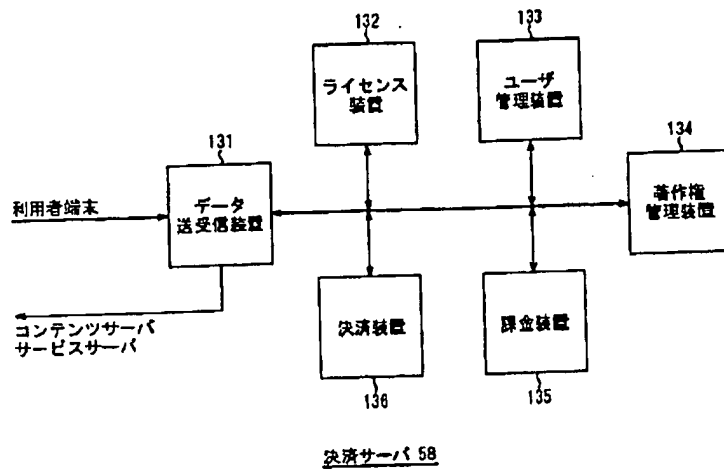 132
ライセンス
装置
133
ユーザ
管理装置
134
著作権
管理装置
131
データ
送受信装置
利用者端末
コンテンツサーバ
サービスサーバ
決済装置
136
課金装置
135
決済サーバ 58